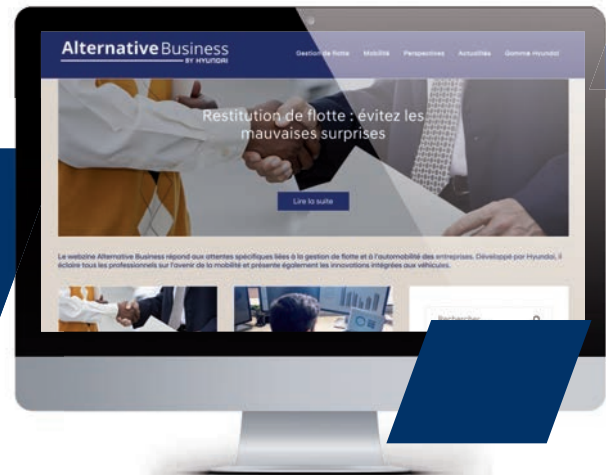 Alternative Business
BY HYUNDAI
Gestion de flotte Mobilité Perspectives Actualités Gamme Hyundai
Restitution de flotte : évitez les
mauvaises surprises
Lire la suite
Le webzine Alternative Business répond aux attentes spécifiques liées à la gestion de flotte et à l'automobilité des entreprises. Développé par Hyundai, il
éclaire tous les professionnels sur l'avenir de la mobilité et présente également les innovations intégrées aux véhicules.
Rechercher